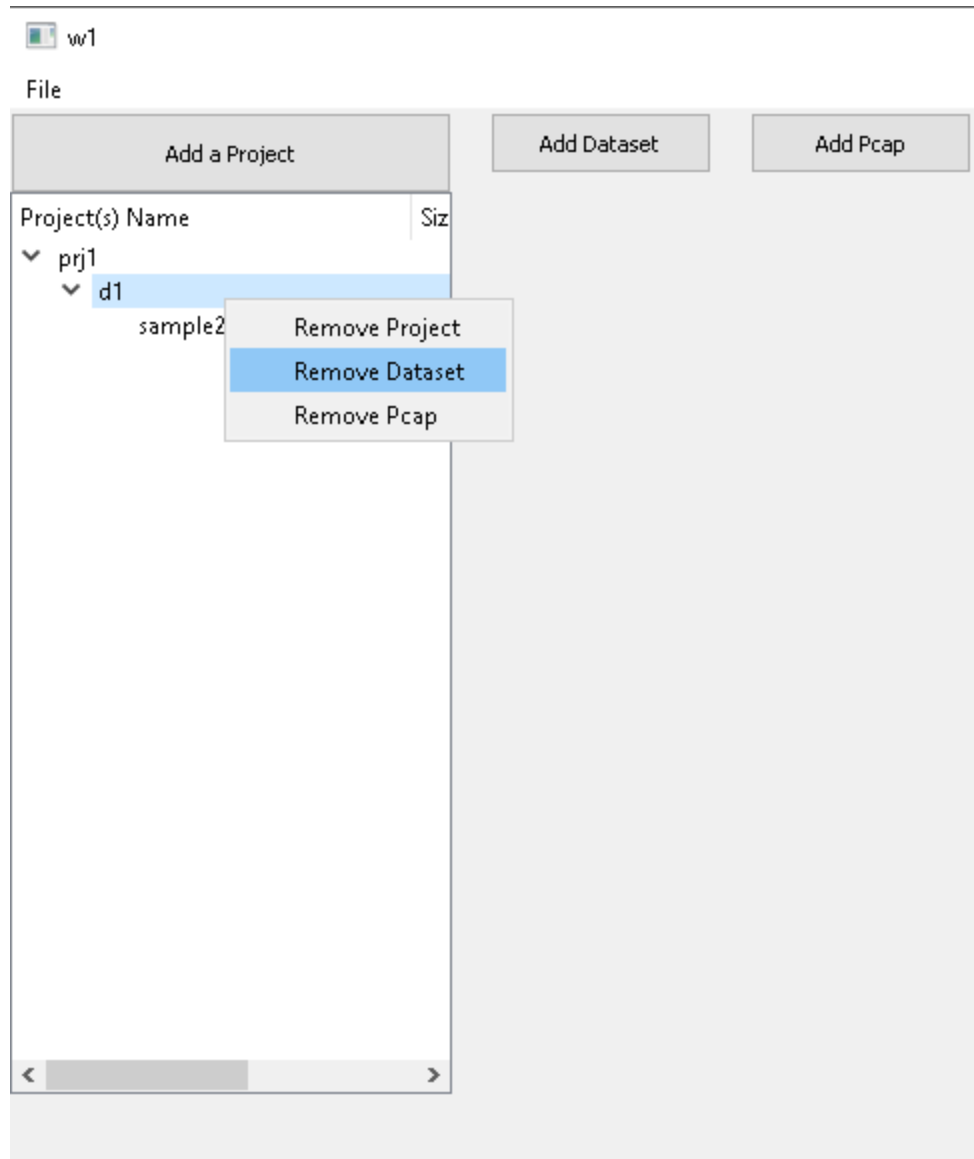 w1
File
Add a Project
Add Dataset
Add Pcap
Project(s) Name
Siz
prj1
d1
sample2
Remove Project
Remove Dataset
Remove Pcap